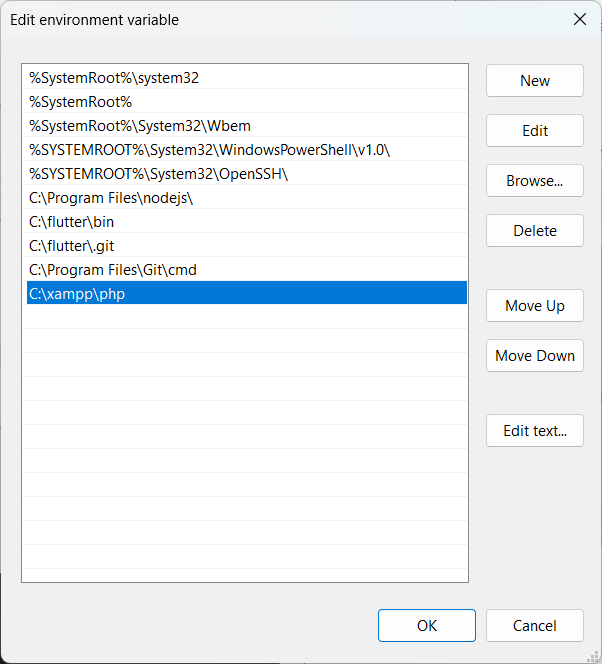 Edit environment variable
%SystemRoot%\system32
%SystemRoot%
%SystemRoot%\System32\Wbem
%SYSTEMROOT%\System32\WindowsPowerShell\v1.0\
%SYSTEMROOT%\System32\OpenSSH\
C:\Program Files\nodejs\
C:\flutter\bin
C:\flutter\.git
C:\Program Files\Git\cmd
C:\xampp\php
New
Edit
Browse...
Delete
Move Up
Move Down
Edit text...
OK
Cancel